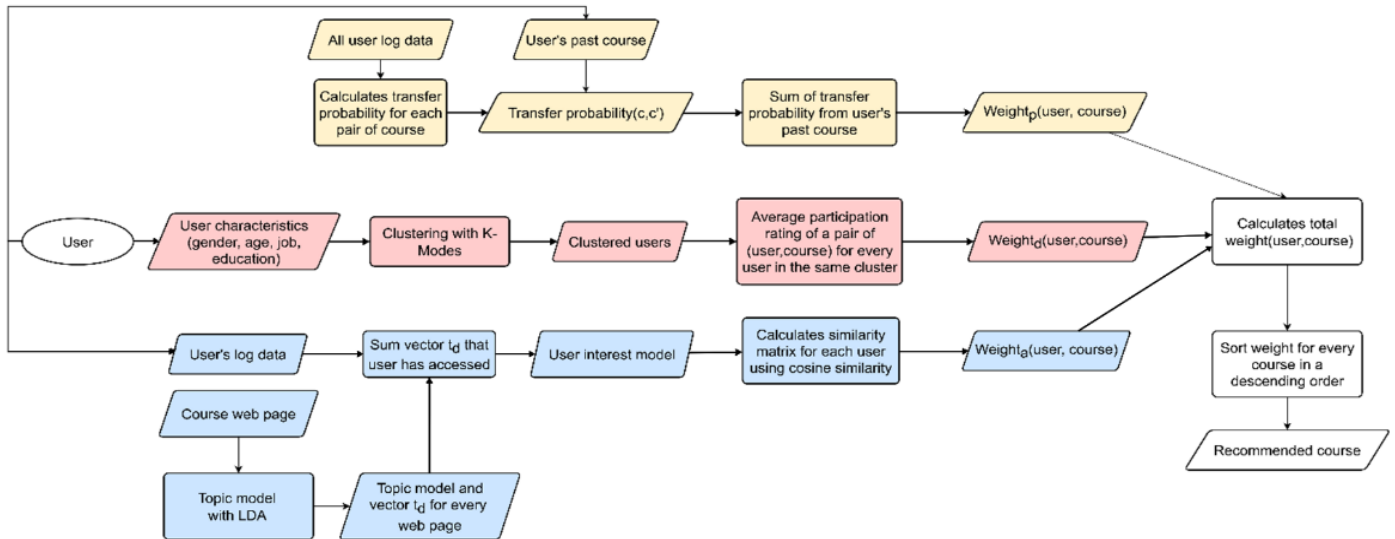 All user log data
User's past course
Calculates transfer
probability for each
pair of course
Transfer probability(c,c')
Sum of transfer
probability from user's
past course
Weightp(user, course)
User
User characteristics
(gender, age, job,
education)
Clustering with K-
Modes
Clustered users
Average participation
rating of a pair of
(user,course) for every
user in the same cluster
Weightd(user,course)
Calculates total
weight(user,course)
User's log data
Sum vector td that
user has accessed
User interest model
Calculates similarity
matrix for each user
using cosine similarity
Weighta(user, course)
Sort weight for every
course in a
descending order
Course web page
Recommended course
Topic model
with LDA
Topic model and
vector td for every
web page